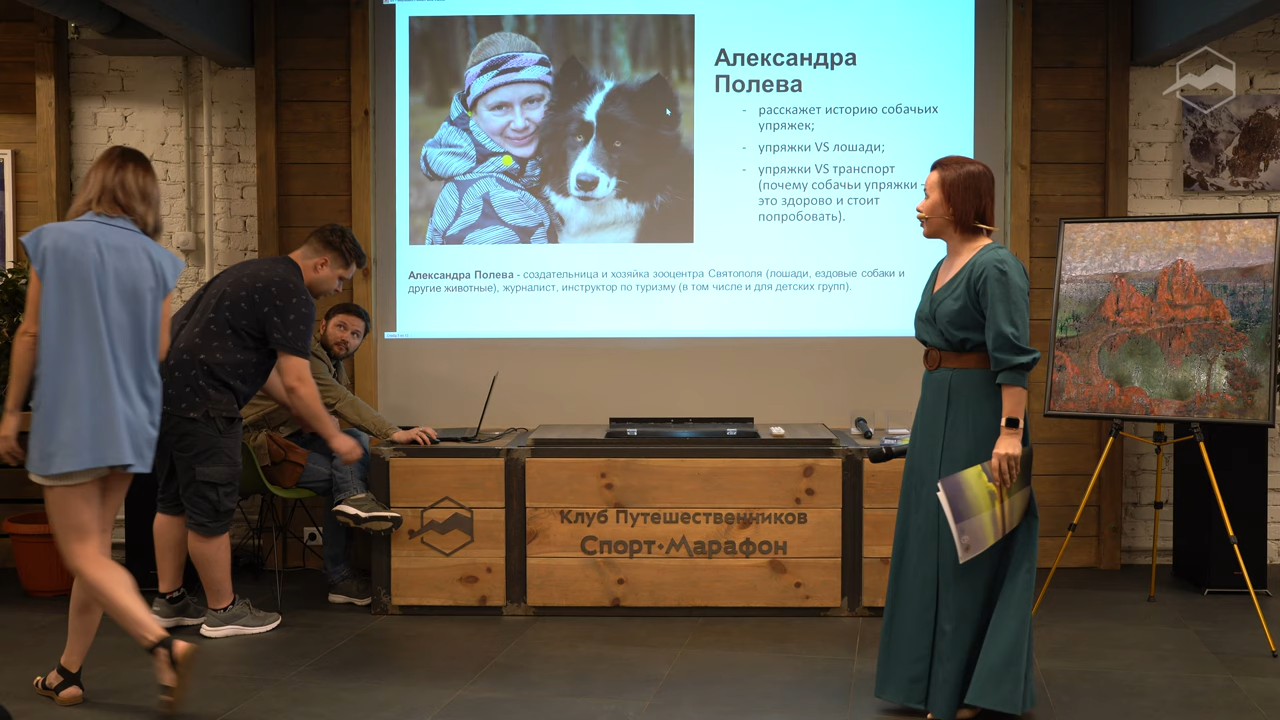 Александра
Полева
- расскажет историю собачьих
упряжек;
- упряжки VS лошади;
- упряжки VS транспорт
(почему собачьи упряжки -
это здорово и стоит
попробовать).
Александра Полева - создательница и хозяйка зооцентра Святополя (лошади, ездовые собаки и
другие животные), журналист, инструктор по туризму (в том числе и для детских групп).
Клуб Путешественников
Спорт•Марафон